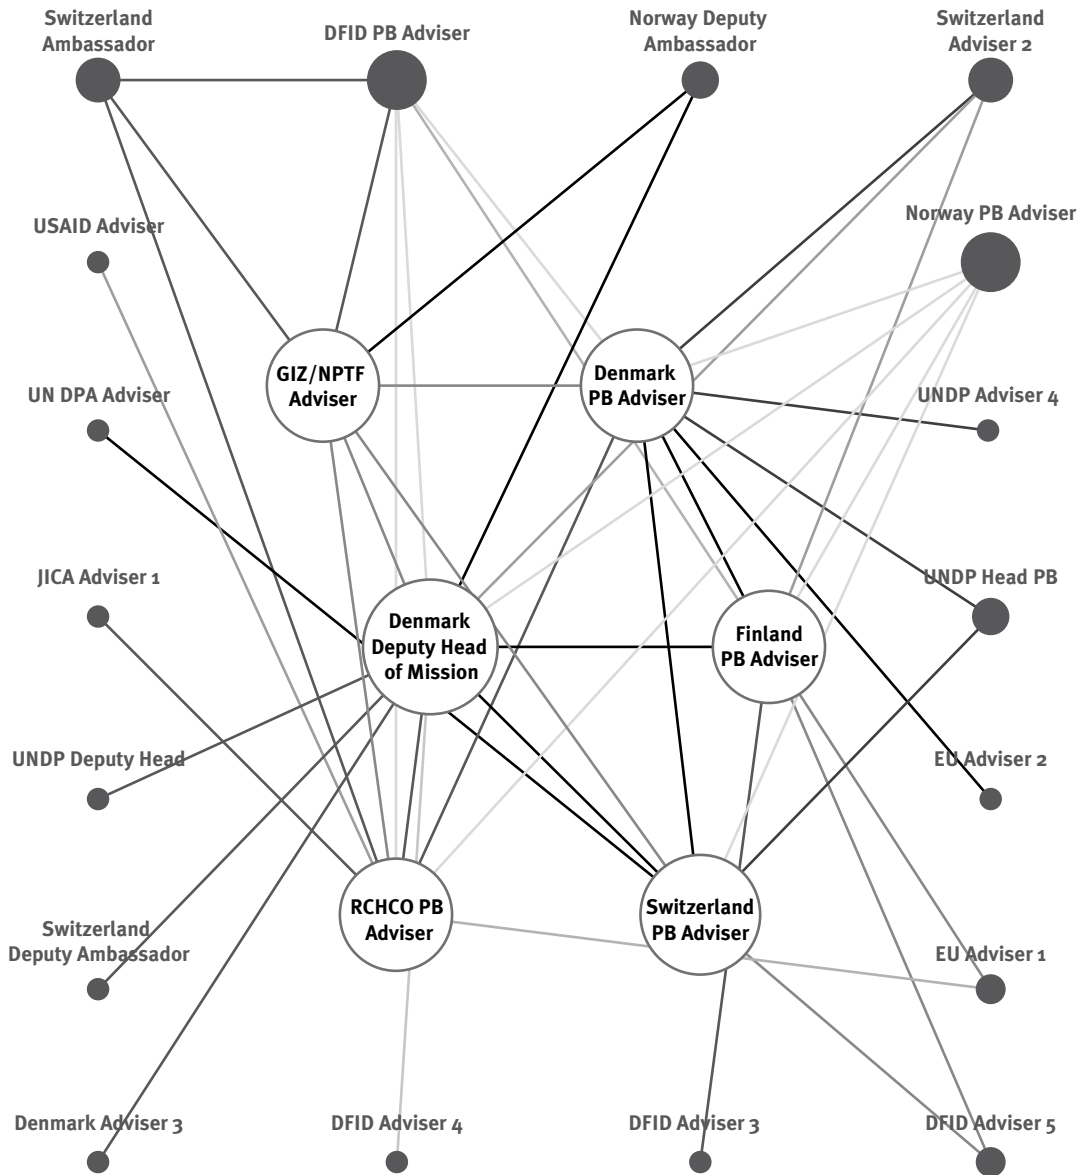 Switzerland
Ambassador
DFID PB Adviser
Norway Deputy
Ambassador
Switzerland
Adviser 2
USAID Adviser
Norway PB Adviser
GIZ/NPTF
Adviser
Denmark
PB Adviser
UN DPA Adviser
UNDP Adviser 4
JICA Adviser 1
UNDP Head PB
Denmark
Deputy Head
of Mission
Finland
PB Adviser
UNDP Deputy Head
EU Adviser 2
RCHCO PB
Adviser
Switzerland
PB Adviser
Switzerland
Deputy Ambassador
EU Adviser 1
Denmark Adviser 3
DFID Adviser 4
DFID Adviser 3
DFID Adviser 5